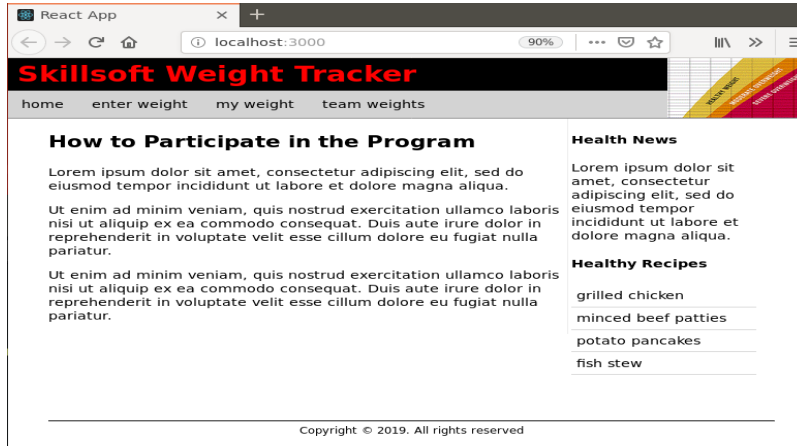 React App
localhost:3000
90%
Skillsoft Weight Tracker
HEALTHY WEIGHT
MODERATE OVERWEIGHT
SEVERE OVERWEIGHT
home enter weight my weight team weights
How to Participate in the Program
Lorem ipsum dolor sit amet, consectetur adipiscing elit, sed do
eiusmod tempor incididunt ut labore et dolore magna aliqua.
Ut enim ad minim veniam, quis nostrud exercitation ullamco laboris
nisi ut aliquip ex ea commodo consequat. Duis aute irure dolor in
reprehenderit in voluptate velit esse cillum dolore eu fugiat nulla
pariatur.
Ut enim ad minim veniam, quis nostrud exercitation ullamco laboris
nisi ut aliquip ex ea commodo consequat. Duis aute irure dolor in
reprehenderit in voluptate velit esse cillum dolore eu fugiat nulla
pariatur.
Health News
Lorem ipsum dolor sit
amet, consectetur
adipiscing elit, sed do
eiusmod tempor
incididunt ut labore et
dolore magna aliqua.
Healthy Recipes
grilled chicken
minced beef patties
potato pancakes
fish stew
Copyright © 2019. All rights reserved